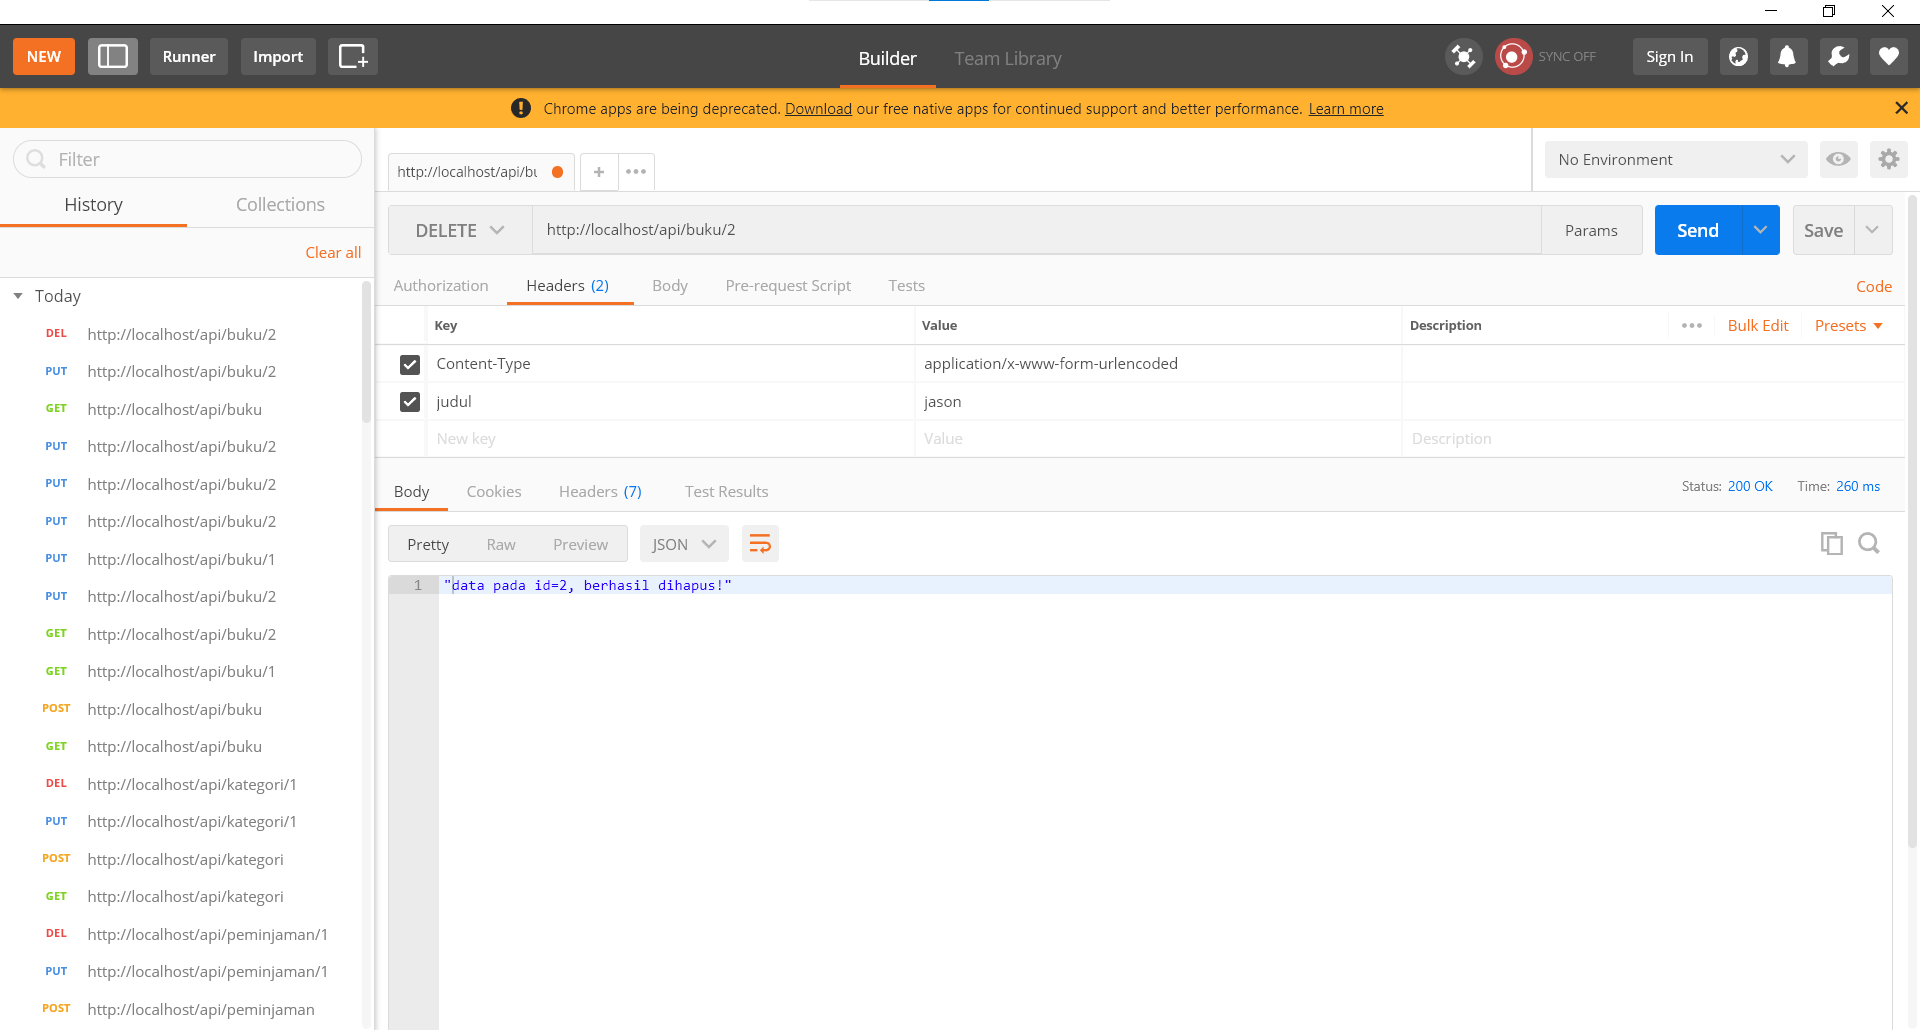 NEW Runner Import Builder Team Library SYNC OFF Sign In
Chrome apps are being deprecated. Download our free native apps for continued support and better performance. Learn more
Filter
History Collections
Clear all
Today
DEL http://localhost/api/buku/2
PUT http://localhost/api/buku/2
GET http://localhost/api/buku
PUT http://localhost/api/buku/2
PUT http://localhost/api/buku/2
PUT http://localhost/api/buku/2
PUT http://localhost/api/buku/1
PUT http://localhost/api/buku/2
GET http://localhost/api/buku/2
GET http://localhost/api/buku/1
POST http://localhost/api/buku
GET http://localhost/api/buku
DEL http://localhost/api/kategori/1
PUT http://localhost/api/kategori/1
POST http://localhost/api/kategori
GET http://localhost/api/kategori
DEL http://localhost/api/peminjaman/1
PUT http://localhost/api/peminjaman/1
POST http://localhost/api/peminjaman
http://localhost/api/bu
No Environment
DELETE http://localhost/api/buku/2 Params Send Save
Authorization Headers (2) Body Pre-request Script Tests Code
Key Value Description Bulk Edit Presets
Content-Type application/x-www-form-urlencoded
judul jason
New key Value Description
Body Cookies Headers (7) Test Results Status: 200 OK Time: 260 ms
Pretty Raw Preview JSON
1 "data pada id=2, berhasil dihapus!"